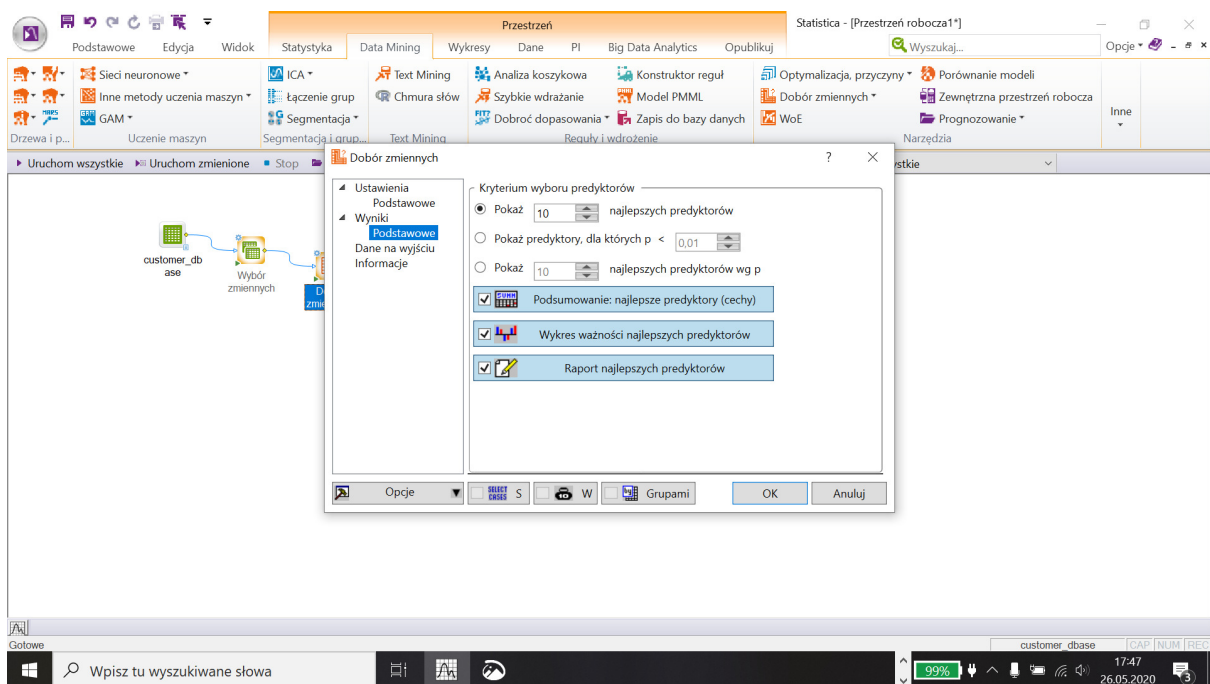 Przestrzeń
Statistica - [Przestrzeń robocza1*]
Podstawowe Edycja Widok Statystyka Data Mining Wykresy Dane PI Big Data Analytics Opublikuj
Wyszukaj...
Opcje
Sieci neuronowe
ICA
Text Mining
Analiza koszykowa
Konstruktor reguł
Optymalizacja, przyczyny
Porównanie modeli
Inne metody uczenia maszyn
Łączenie grup
Chmura słów
Szybkie wdrażanie
Model PMML
Dobór zmiennych
Zewnętrzna przestrzeń robocza
GAM
Segmentacja
Dobroć dopasowania
Zapis do bazy danych
WoE
Prognozowanie
Inne
Drzewa i p...
Uczenie maszyn
Segmentacja i grup...
Text Mining
Reguły i wdrożenie
Narzędzia
Uruchom wszystkie Uruchom zmienione Stop
stkie
Dobór zmiennych
?
Ustawienia
Podstawowe
Wyniki
Podstawowe
Dane na wyjściu
Informacje
Kryterium wyboru predyktorów
Pokaż 10 najlepszych predyktorów
Pokaż predyktory, dla których p < 0,01
Pokaż 10 najlepszych predyktorów wg p
SUMM Podsumowanie: najlepsze predyktory (cechy)
Wykres ważności najlepszych predyktorów
Raport najlepszych predyktorów
Opcje
SELECT CASES S
W
Grupami
OK
Anuluj
customer_db
ase
Wybór
zmiennych
D
zmie
Gotowe
customer_dbase
CAP NUM REC
Wpisz tu wyszukiwane słowa
99%
17:47
26.05.2020
3